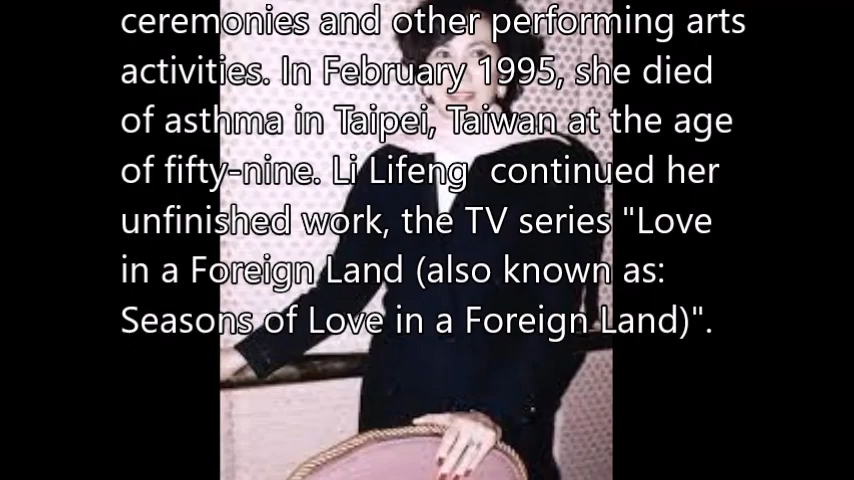 ceremonies and other performing arts
activities. In February 1995, she died
of asthma in Taipei, Taiwan at the age
of fifty-nine. Li Lifeng  continued her
unfinished work, the TV series "Love
in a Foreign Land (also known as:
Seasons of Love in a Foreign Land)".